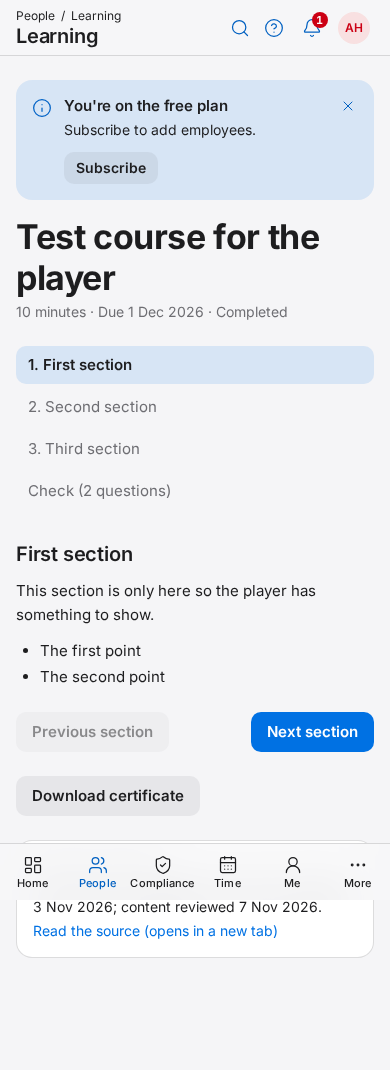 People / Learning
Learning
1
AH
You're on the free plan
Subscribe to add employees.
Subscribe
Test course for the
player
10 minutes · Due 1 Dec 2026 · Completed
1. First section
2. Second section
3. Third section
Check (2 questions)
First section
This section is only here so the player has
something to show.
• The first point
• The second point
Previous section
Next section
Download certificate
Home
People
Compliance
Time
Me
More
3 Nov 2026; content reviewed 7 Nov 2026.
Read the source (opens in a new tab)